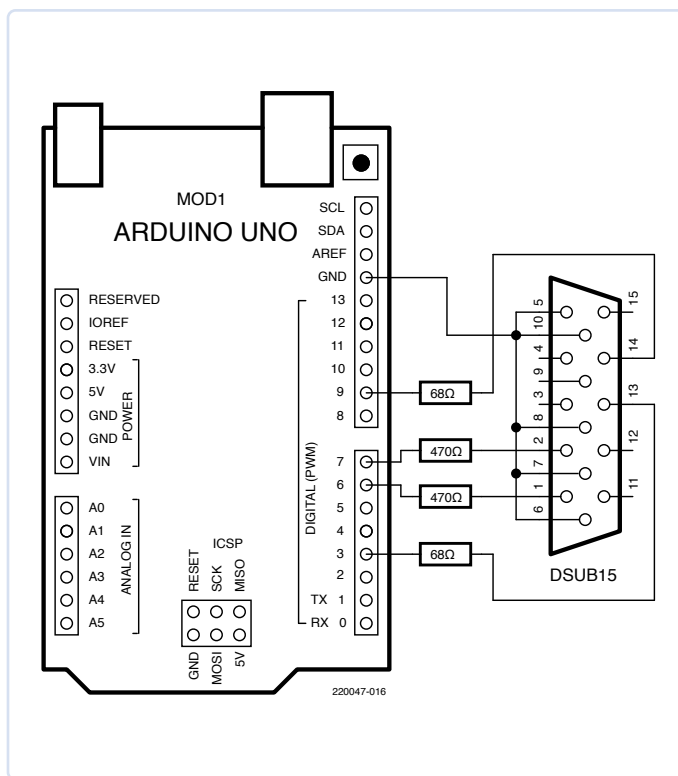 MOD1
ARDUINO UNO
SCL
SDA
AREF
GND
13
12
11
10
9
8
7
6
5
4
3
2
TX 1
RX 0
DIGITAL (PWM)
RESERVED
IOREF
RESET
3.3V
5V
GND
GND
VIN
POWER
A0
A1
A2
A3
A4
A5
ANALOG IN
ICSP
RESET
SCK
MISO
GND
MOSI
5V
68Ω
470Ω
470Ω
68Ω
5
10
4
9
3
8
2
7
1
6
15
14
13
12
11
DSUB15
220047-016